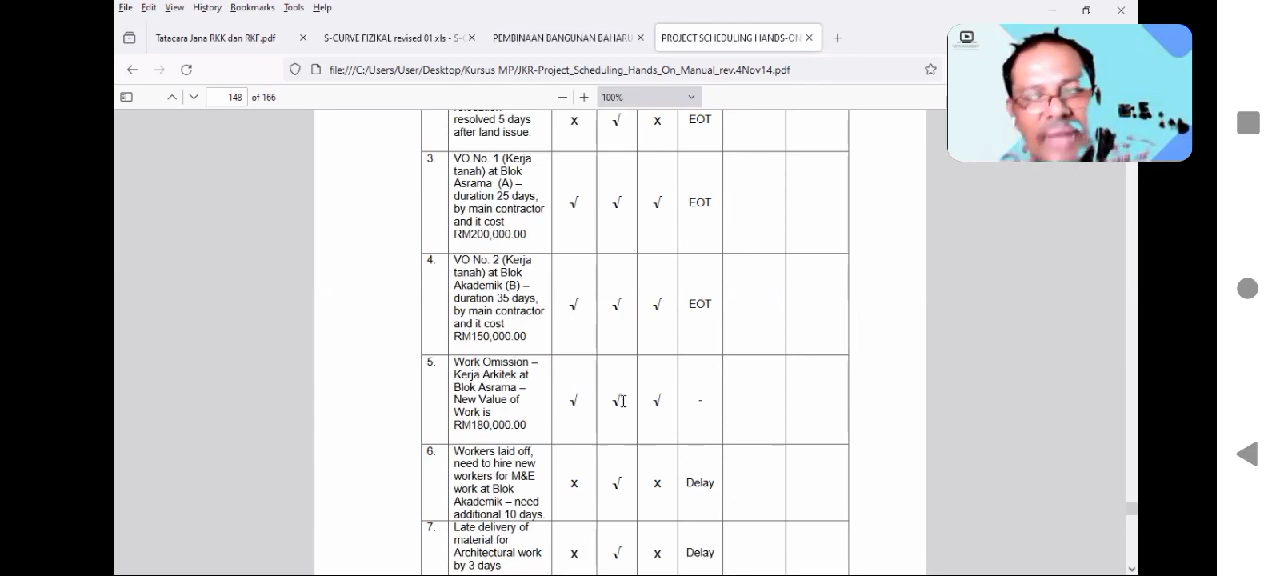 File Edit View History Bookmarks Tools Help
Tatacara Jana RKK dan RKF.pdf × S-CURVE FIZIKAL revised 01.xls - S-C × PEMBINAAN BANGUNAN BAHARU × PROJECT SCHEDULING HANDS-ON × +
file:///C:/Users/User/Desktop/Kursus MP/JKR-Project_Scheduling_Hands_On_Manual_rev.4Nov14.pdf
148 of 166 − + 100%
resolved 5 days
after land issue.
x √ x EOT
3. VO No. 1 (Kerja
tanah) at Blok
Asrama (A) –
duration 25 days,
by main contractor
and it cost
RM200,000.00
√ √ √ EOT
4. VO No. 2 (Kerja
tanah) at Blok
Akademik (B) –
duration 35 days,
by main contractor
and it cost
RM150,000.00
√ √ √ EOT
5. Work Omission –
Kerja Arkitek at
Blok Asrama –
New Value of
Work is
RM180,000.00
√ √ √ -
6. Workers laid off,
need to hire new
workers for M&E
work at Blok
Akademik – need
additional 10 days.
x √ x Delay
7. Late delivery of
material for
Architectural work
by 3 days
x √ x Delay